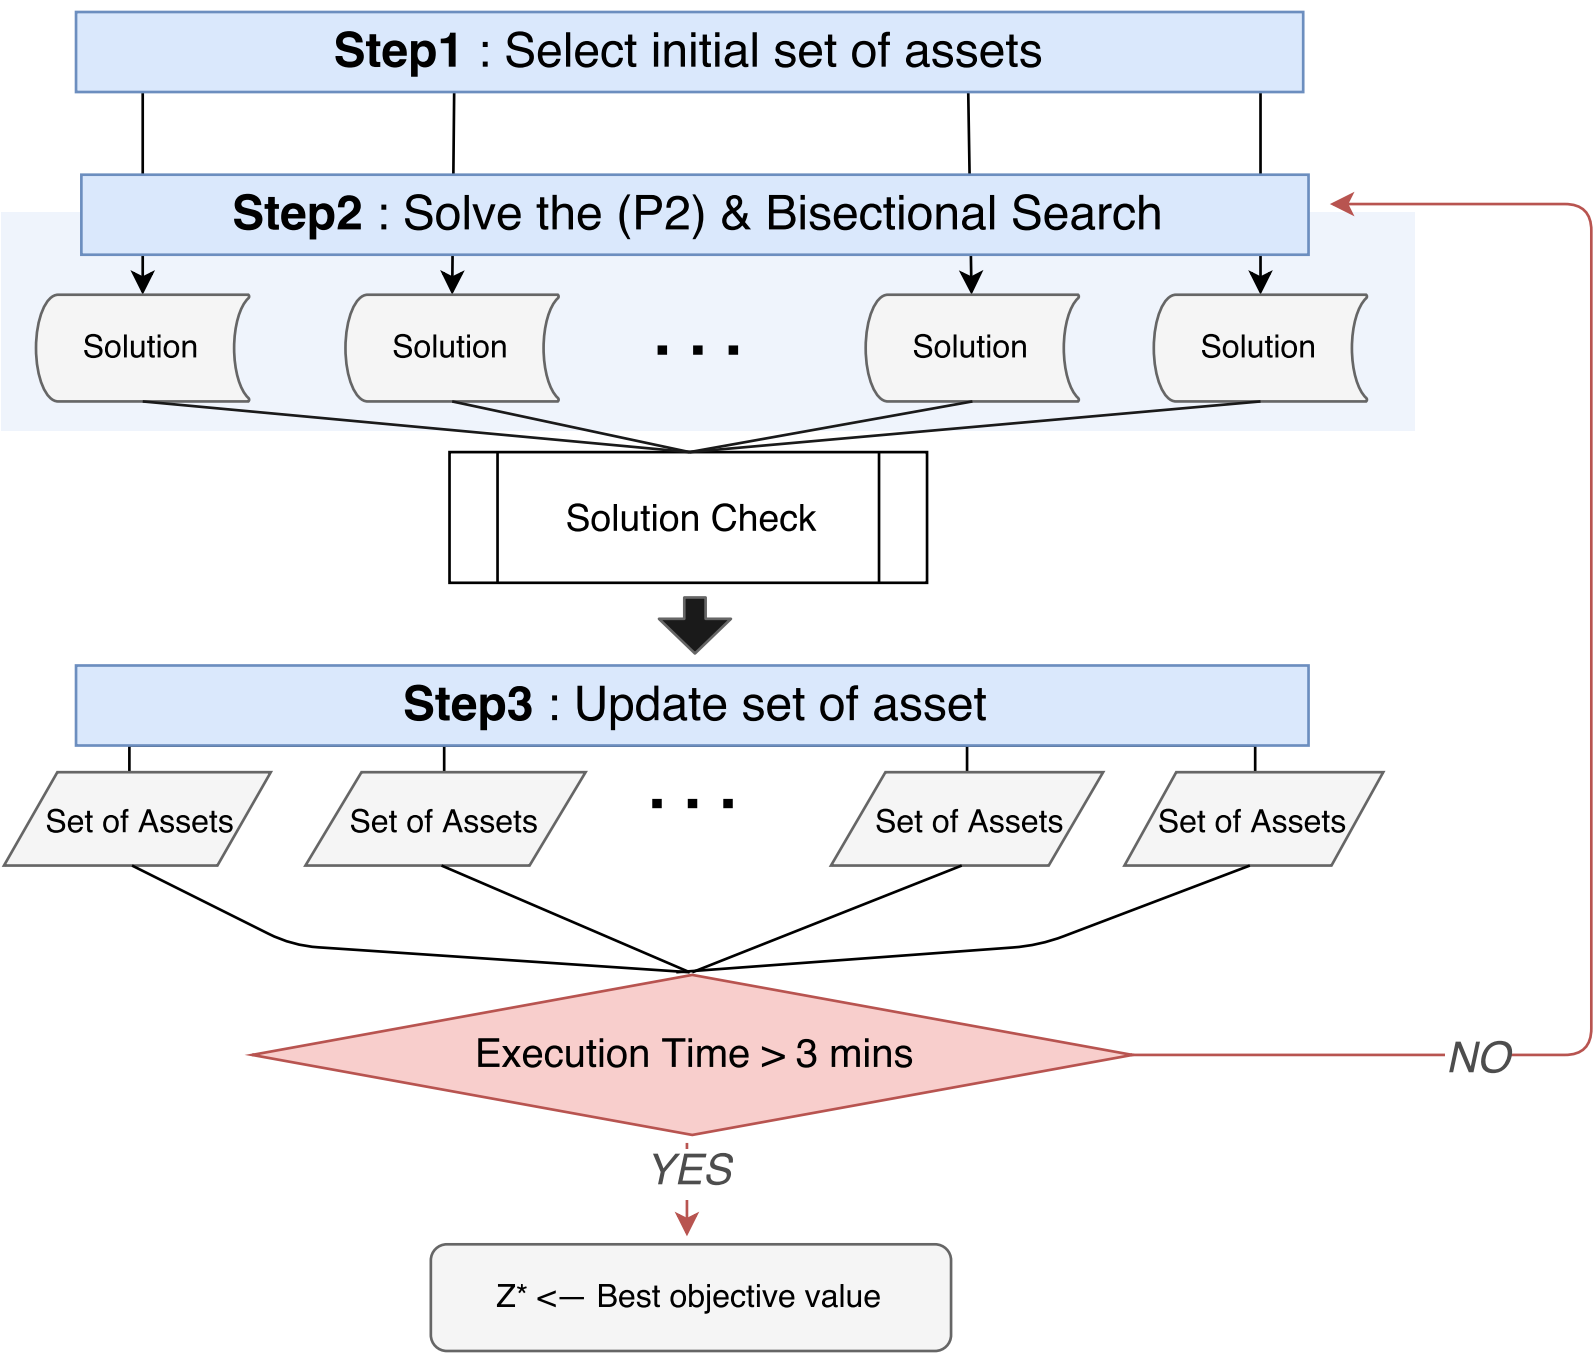 Step1 : Select initial set of assets
Step2 : Solve the (P2) & Bisectional Search
Solution Solution . . . Solution Solution
Solution Check
Step3 : Update set of asset
Set of Assets Set of Assets . . . Set of Assets Set of Assets
Execution Time > 3 mins
NO
YES
Z* <— Best objective value